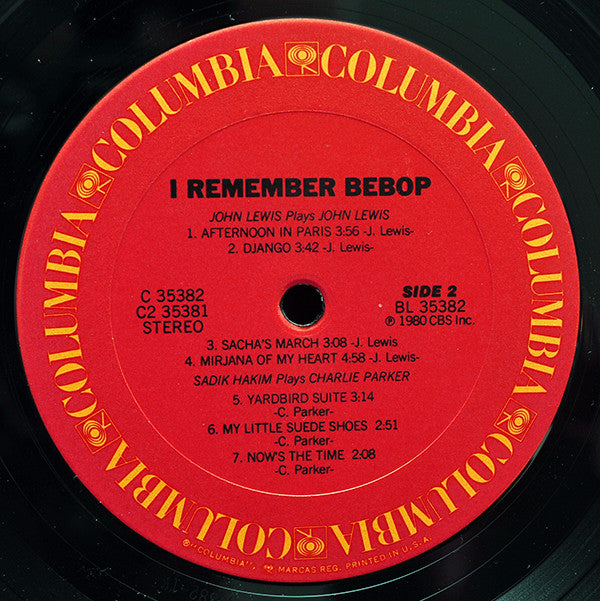 COLUMBIA COLUMBIA COLUMBIA COLUMBIA COLUMBIA COLUMBIA COLUMBIA COLUMBIA
I REMEMBER BEBOP
JOHN LEWIS Plays JOHN LEWIS
1. AFTERNOON IN PARIS 3:56 -J. Lewis-
2. DJANGO 3:42 -J. Lewis-
C 35382
C2 35381
STEREO
SIDE 2
BL 35382
℗ 1980 CBS Inc.
3. SACHA'S MARCH 3:08 -J. Lewis
4. MIRJANA OF MY HEART 4:58 -J. Lewis-
SADIK HAKIM Plays CHARLIE PARKER
5. YARDBIRD SUITE 3:14
-C. Parker-
6. MY LITTLE SUEDE SHOES 2:51
-C. Parker-
7. NOW'S THE TIME 2:08
-C. Parker-
® "COLUMBIA", MARCAS REG. PRINTED IN U.S.A.